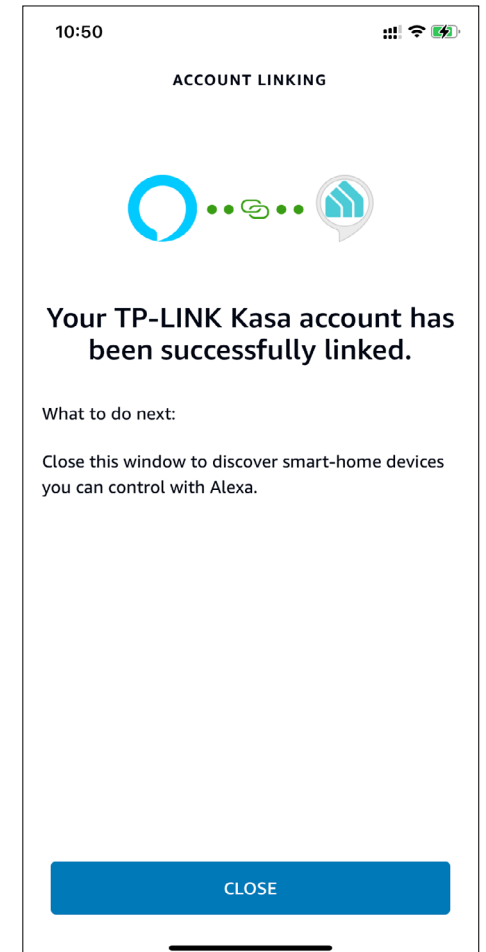 10:50
ACCOUNT LINKING
Your TP-LINK Kasa account has
been successfully linked.
What to do next:
Close this window to discover smart-home devices
you can control with Alexa.
CLOSE